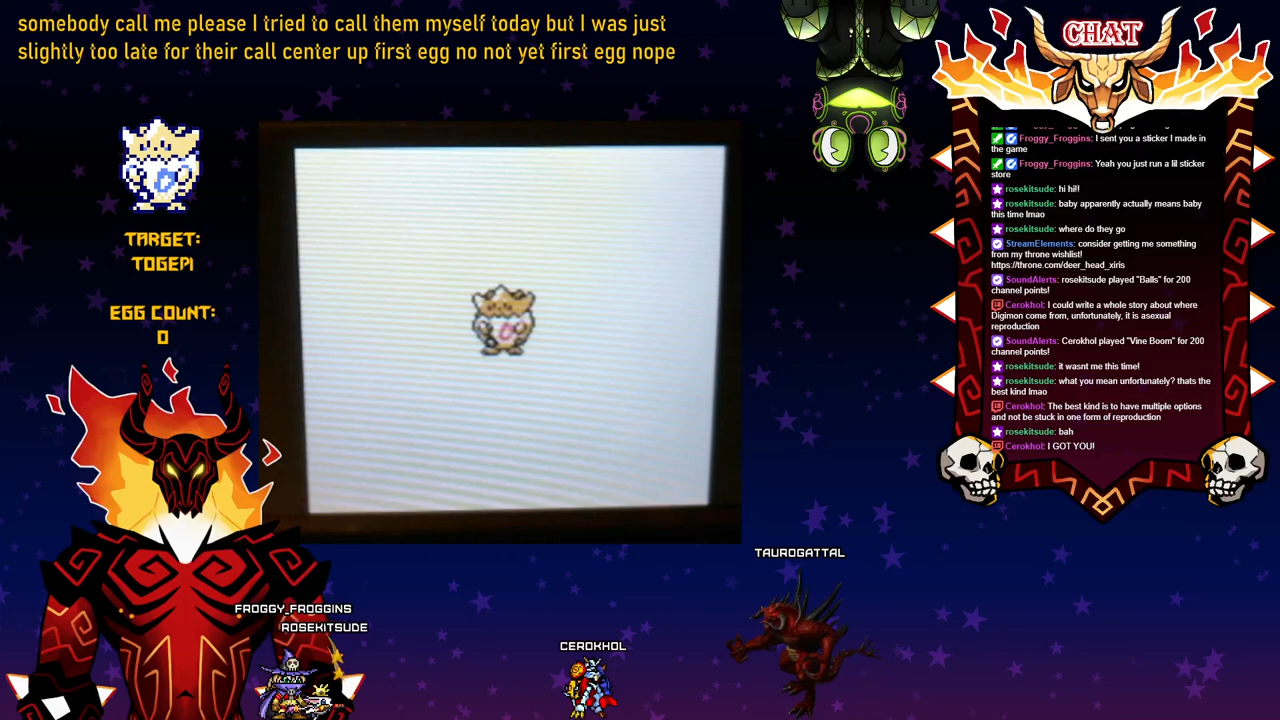 somebody call me please I tried to call them myself today but I was just
slightly too late for their call center up first egg no not yet first egg nope
TARGET:
TOGEPI
EGG COUNT:
0
CHAT
Froggy_Froggins: I sent you a sticker I made in
the game
Froggy_Froggins: Yeah you just run a lil sticker
store
rosekitsude: hi hi!!
rosekitsude: baby apparently actually means baby
this time lmao
rosekitsude: where do they go
StreamElements: consider getting me something
from my throne wishlist!
https://throne.com/deer_head_xiris
SoundAlerts: rosekitsude played "Balls" for 200
channel points!
Cerokhol: I could write a whole story about where
Digimon come from, unfortunately, it is asexual
reproduction
SoundAlerts: Cerokhol played "Vine Boom" for 200
channel points!
rosekitsude: it wasnt me this time!
rosekitsude: what you mean unfortunately? thats the
best kind lmao
Cerokhol: The best kind is to have multiple options
and not be stuck in one form of reproduction
rosekitsude: bah
Cerokhol: I GOT YOU!
TAUROGATTAL
FROGGY_FROGGINS
ROSEKITSUDE
CEROKHOL